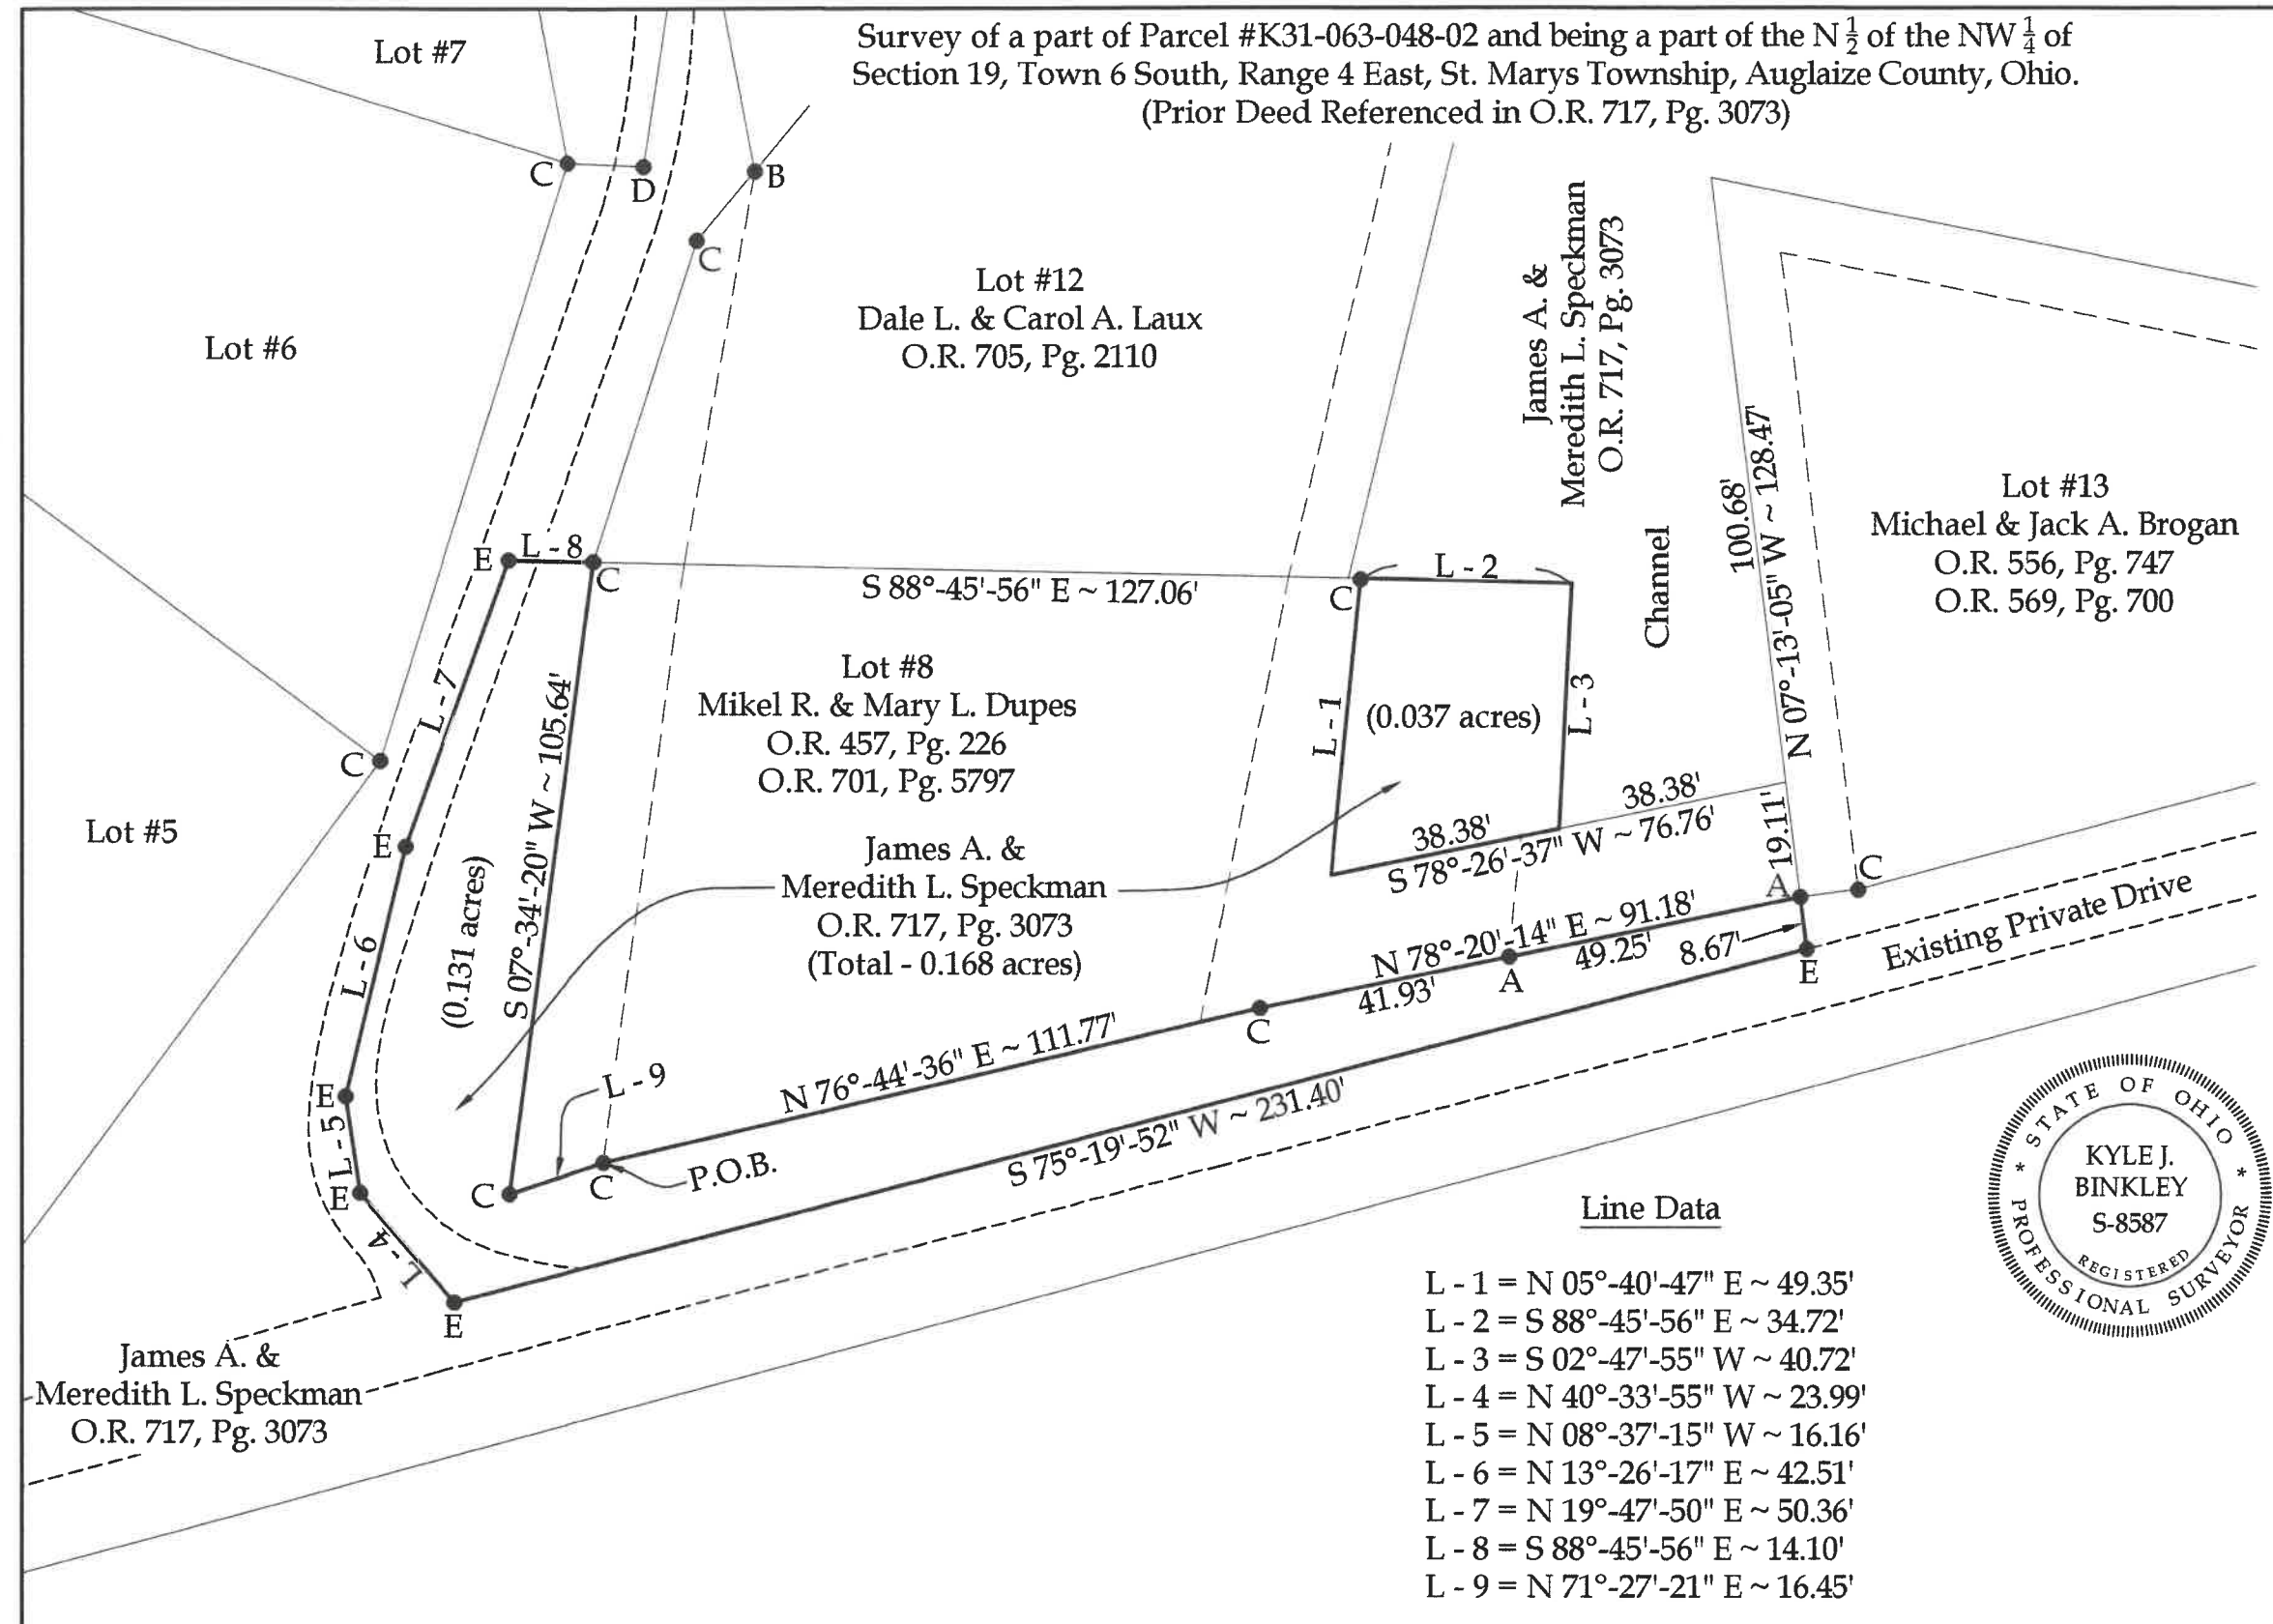 Survey of a part of Parcel #K31-063-048-02 and being a part of the N ½ of the NW ¼ of
Section 19, Town 6 South, Range 4 East, St. Marys Township, Auglaize County, Ohio.
(Prior Deed Referenced in O.R. 717, Pg. 3073)
Lot #7
C
D
B
C
Lot #6
Lot #12
Dale L. & Carol A. Laux
O.R. 705, Pg. 2110
James A. &
Meredith L. Speckman
O.R. 717, Pg. 3073
Channel
100.68'
N 07°-13'-05" W ~ 128.47'
19.11'
Lot #13
Michael & Jack A. Brogan
O.R. 556, Pg. 747
O.R. 569, Pg. 700
E
L - 8
C
S 88°-45'-56" E ~ 127.06'
C
L - 2
L - 1
(0.037 acres)
L - 3
L - 7
S 07°-34'-20" W ~ 105.64'
Lot #8
Mikel R. & Mary L. Dupes
O.R. 457, Pg. 226
O.R. 701, Pg. 5797
C
Lot #5
E
L - 6
(0.131 acres)
James A. &
Meredith L. Speckman
O.R. 717, Pg. 3073
(Total - 0.168 acres)
38.38'
38.38'
S 78°-26'-37" W ~ 76.76'
A
C
N 78°-20'-14" E ~ 91.18'
41.93'
A
49.25'
8.67'
E
Existing Private Drive
C
N 76°-44'-36" E ~ 111.77'
L - 9
E
L - 5
E
L - 4
E
C
C
P.O.B.
S 75°-19'-52" W ~ 231.40'
James A. &
Meredith L. Speckman
O.R. 717, Pg. 3073
Line Data
L - 1 = N 05°-40'-47" E ~ 49.35'
L - 2 = S 88°-45'-56" E ~ 34.72'
L - 3 = S 02°-47'-55" W ~ 40.72'
L - 4 = N 40°-33'-55" W ~ 23.99'
L - 5 = N 08°-37'-15" W ~ 16.16'
L - 6 = N 13°-26'-17" E ~ 42.51'
L - 7 = N 19°-47'-50" E ~ 50.36'
L - 8 = S 88°-45'-56" E ~ 14.10'
L - 9 = N 71°-27'-21" E ~ 16.45'
* STATE OF OHIO *
KYLE J.
BINKLEY
S-8587
REGISTERED
PROFESSIONAL SURVEYOR